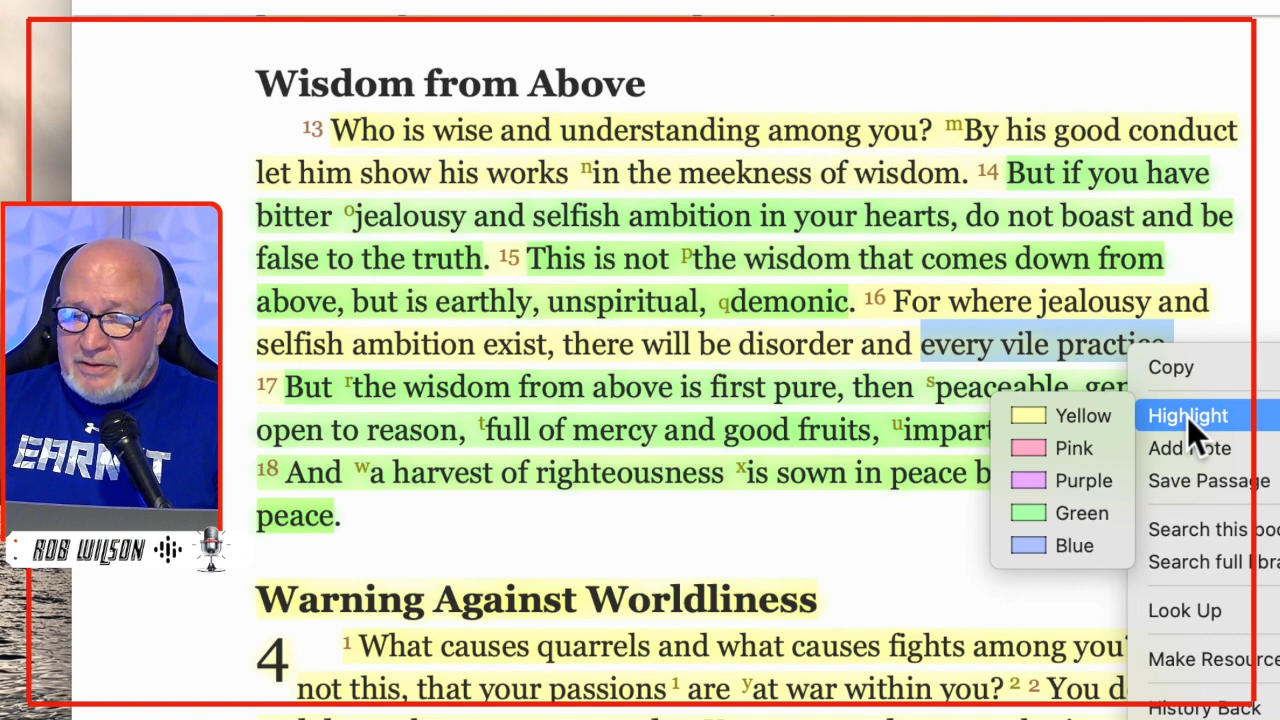 Wisdom from Above
13 Who is wise and understanding among you? mBy his good conduct
let him show his works nin the meekness of wisdom. 14 But if you have
bitter ojealousy and selfish ambition in your hearts, do not boast and be
false to the truth. 15 This is not pthe wisdom that comes down from
above, but is earthly, unspiritual, qdemonic. 16 For where jealousy and
selfish ambition exist, there will be disorder and every vile practice.
17 But rthe wisdom from above is first pure, then speaceable,
open to reason, tfull of mercy and good fruits,
18 And wa harvest of righteousness xis sown in peace
peace.
Warning Against Worldliness
4 1 What causes quarrels and what causes fights among you?
not this, that your passions 1 are yat war within you? 2 2 You
Copy
Highlight
Add Note
Save Passage
Search this
Search full
Look Up
Make Resource
History Back
Yellow
Pink
Purple
Green
Blue
EARN IT
ROB WILSON